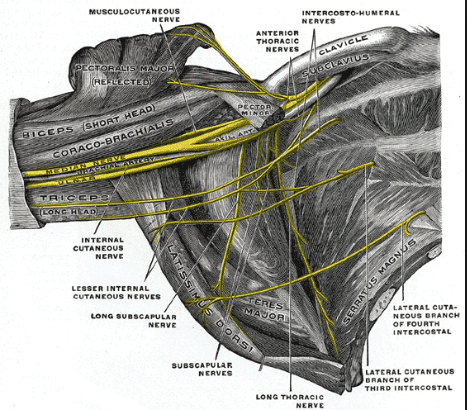 MUSCULOCUTANEOUS
NERVE
INTERCOSTO-HUMERAL
NERVES
ANTERIOR
THORACIC
NERVES
CLAVICLE
SUBCLAVIUS
PECTORALIS MAJOR
(REFLECTED)
PECTOR
MINOR
BICEPS (SHORT HEAD)
CORACO-BRACHIALIS
MEDIAN NERVE
BRACHIAL ARTERY
ULNAR
TRICEPS
(LONG HEAD)
INTERNAL
CUTANEOUS
NERVE
LESSER INTERNAL
CUTANEOUS NERVES
LONG SUBSCAPULAR
NERVE
LATISSIMUS DORSI
TERES
MAJOR
SERRATUS MAGNUS
SUBSCAPULAR
NERVES
LONG THORACIC
NERVE
LATERAL CUTA-
NEOUS BRANCH
OF FOURTH
INTERCOSTAL
LATERAL CUTANEOUS
BRANCH OF
THIRD INTERCOSTAL